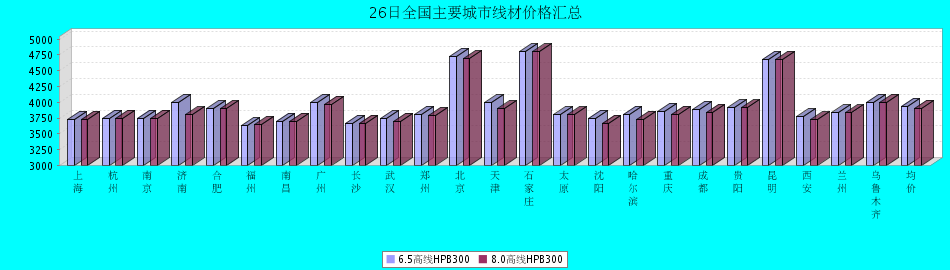 26日全国主要城市线材价格汇总
5000
4750
4500
4250
4000
3750
3500
3250
3000
上海
杭州
南京
济南
合肥
福州
南昌
广州
长沙
武汉
郑州
北京
天津
石家庄
太原
沈阳
哈尔滨
重庆
成都
贵阳
昆明
西安
兰州
乌鲁木齐
均价
6.5高线HPB300
8.0高线HPB300